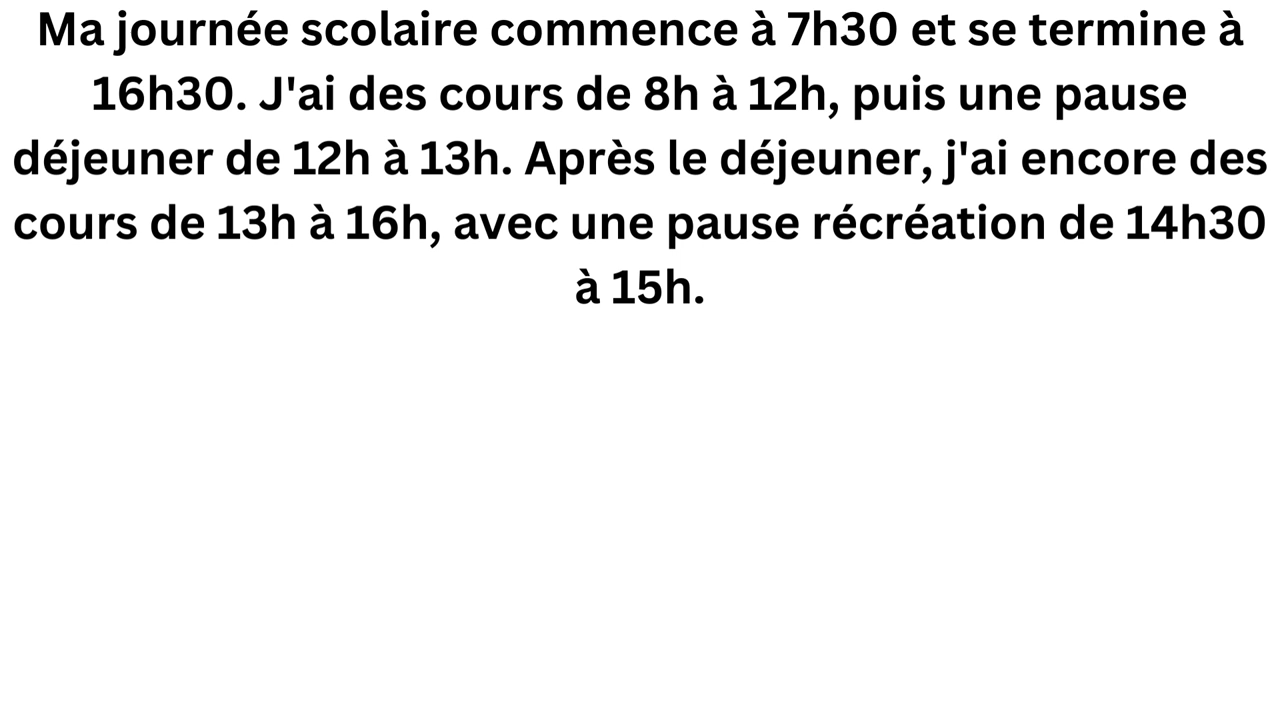 Ma journée scolaire commence à 7h30 et se termine à
16h30. J'ai des cours de 8h à 12h, puis une pause
déjeuner de 12h à 13h. Après le déjeuner, j'ai encore des
cours de 13h à 16h, avec une pause récréation de 14h30
à 15h.